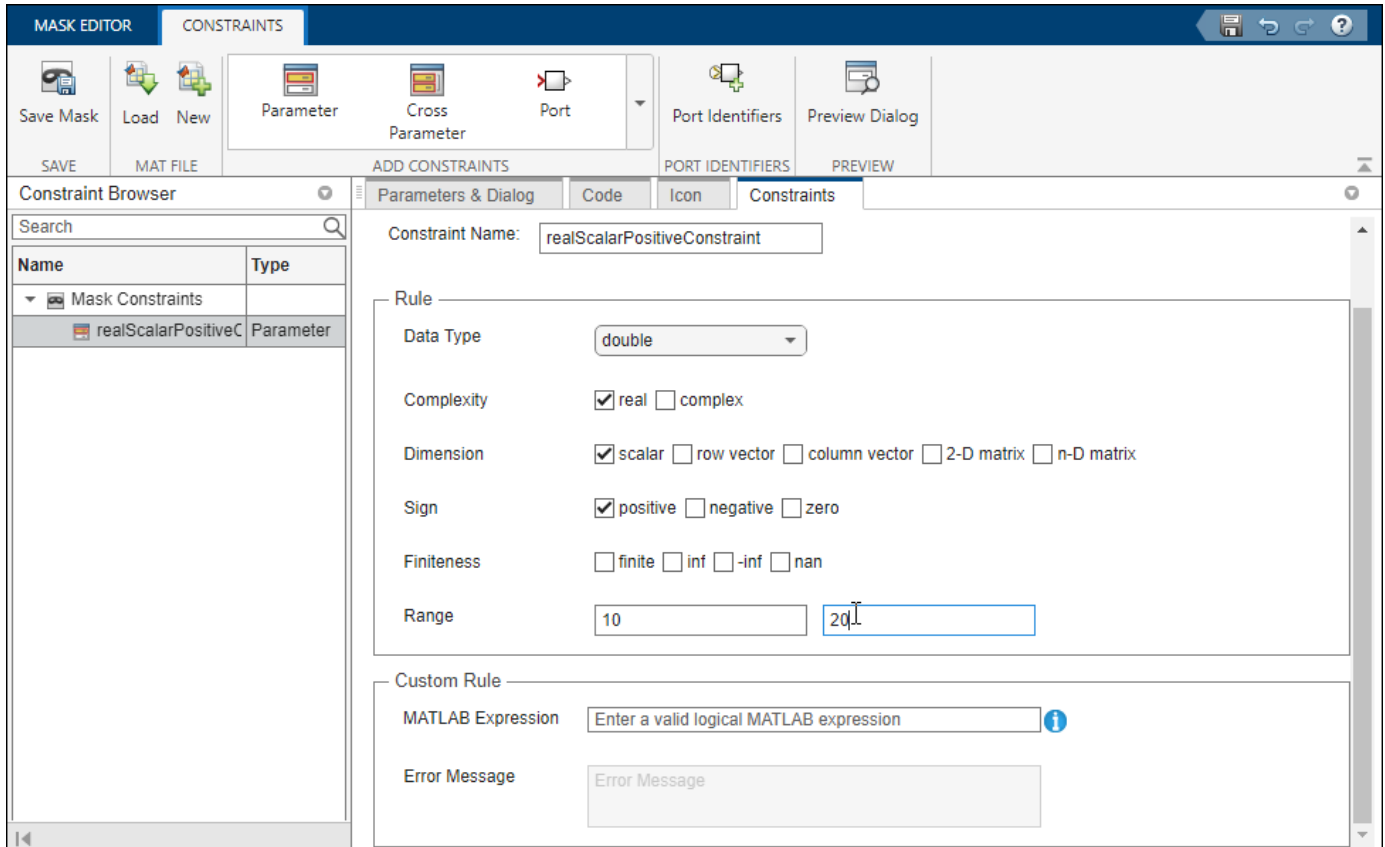 MASK EDITOR CONSTRAINTS
Save Mask Load New Parameter Cross Parameter Port Port Identifiers Preview Dialog
SAVE MAT FILE ADD CONSTRAINTS PORT IDENTIFIERS PREVIEW
Constraint Browser
Search
Name Type
Mask Constraints
realScalarPositiveC Parameter
Parameters & Dialog Code Icon Constraints
Constraint Name: realScalarPositiveConstraint
Rule
Data Type double
Complexity real complex
Dimension scalar row vector column vector 2-D matrix n-D matrix
Sign positive negative zero
Finiteness finite inf -inf nan
Range 10 20
Custom Rule
MATLAB Expression Enter a valid logical MATLAB expression
Error Message Error Message